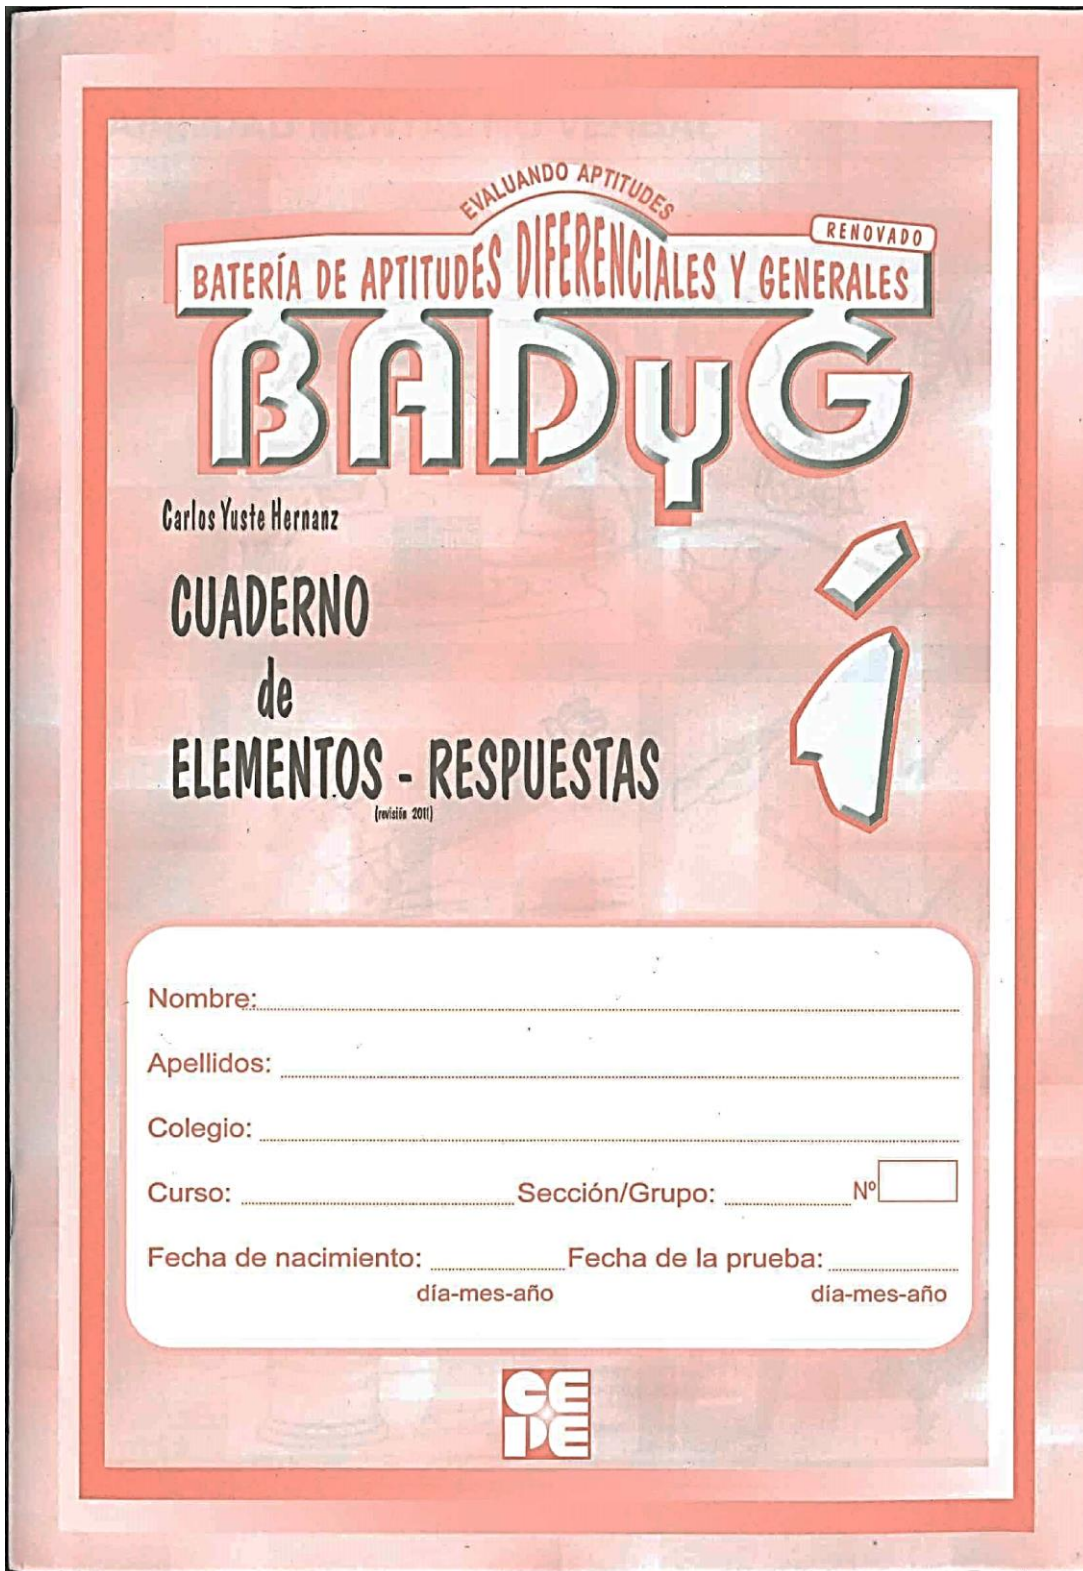 EVALUANDO APTITUDES
RENOVADO
BATERÍA DE APTITUDES DIFERENCIALES Y GENERALES
BADyG
Carlos Yuste Hernanz
i
CUADERNO
de
ELEMENTOS - RESPUESTAS
(revisión 2011)
Nombre:
Apellidos:
Colegio:
Curso: Sección/Grupo: Nº
Fecha de nacimiento: Fecha de la prueba:
día-mes-año día-mes-año
CE
PE